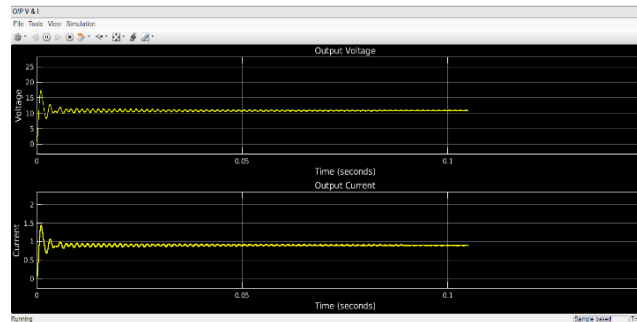 O/P V & I
File Tools View Simulation
Output Voltage
25
20
15
10
5
0
Voltage
0
0.05
0.1
Time (seconds)
Output Current
2
1.5
1
0.5
0
Current
0
0.05
0.1
Time (seconds)
Running
Sample based